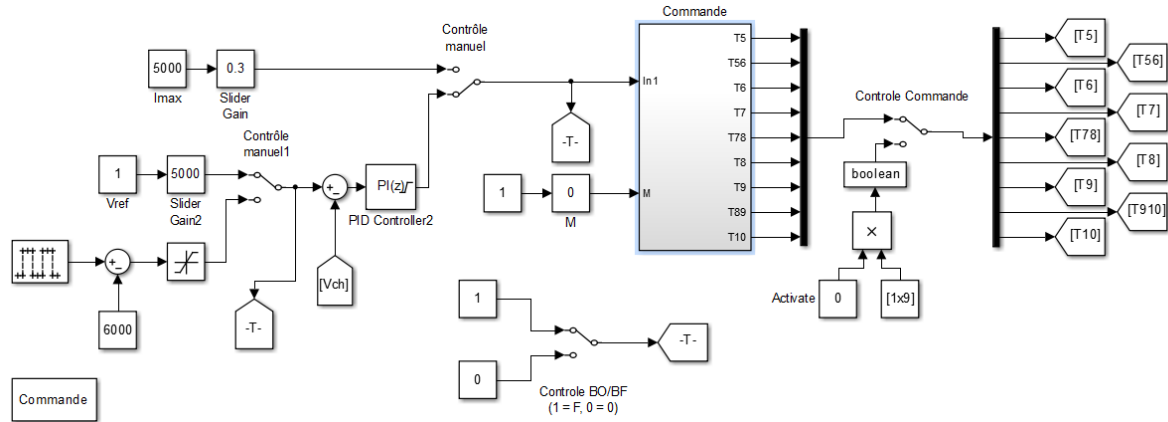 Commande
Contrôle
manuel
5000
Imax
0.3
Slider
Gain
In1
M
T5
T56
T6
T7
T78
T8
T9
T89
T10
-T-
1
0
M
Contrôle
manuel1
1
Vref
5000
Slider
Gain2
+
-
PI(z)
PID Controller2
+
-
6000
-T-
[Vch]
Controle Commande
boolean
×
Activate
0
[1x9]
[T5]
[T56]
[T6]
[T7]
[T78]
[T8]
[T9]
[T910]
[T10]
1
0
-T-
Controle BO/BF
(1 = F, 0 = 0)
Commande